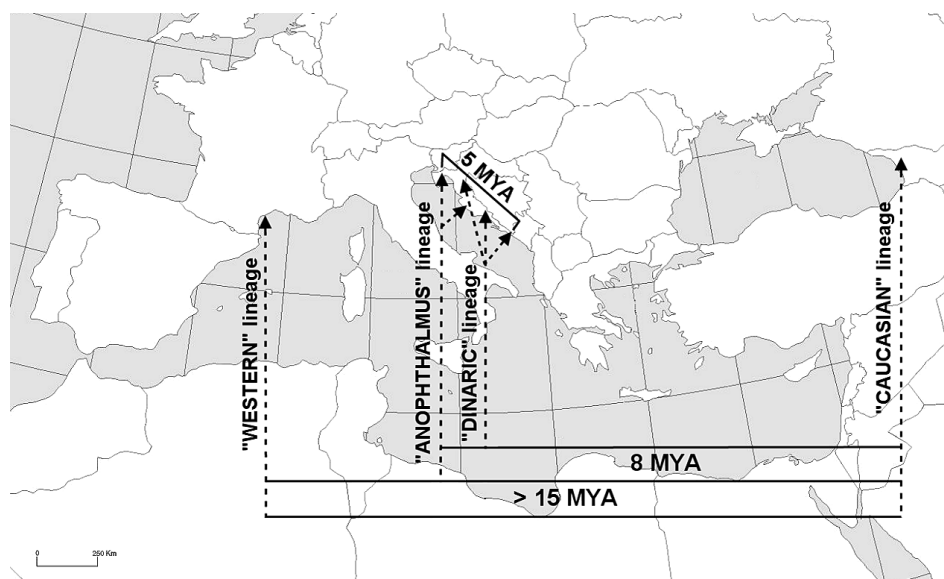 5 MYA
"WESTERN" lineage
"ANOPHTHALMUS" lineage
"DINARIC" lineage
"CAUCASIAN" lineage
8 MYA
> 15 MYA
0 250 Km